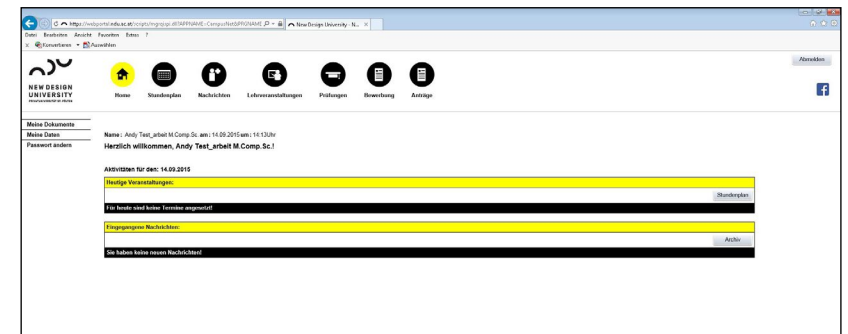 https://webportal.ndu.ac.at/scripts/mgrqispi.dll?APPNAME=CampusNet&PRGNAME
New Design University - N...
Datei Bearbeiten Ansicht Favoriten Extras ?
x Konvertieren Auswählen
Abmelden
NEW DESIGN
UNIVERSITY
Home Stundenplan Nachrichten Lehrveranstaltungen Prüfungen Bewerbung Anträge
Meine Dokumente
Meine Daten
Passwort ändern
Name: Andy Test_arbeit M.Comp.Sc. am: 14.09.2015 um: 14:13Uhr
Herzlich willkommen, Andy Test_arbeit M.Comp.Sc.!
Aktivitäten für den: 14.09.2015
Heutige Veranstaltungen:
Stundenplan
Für heute sind keine Termine angesetzt!
Eingegangene Nachrichten:
Archiv
Sie haben keine neuen Nachrichten!